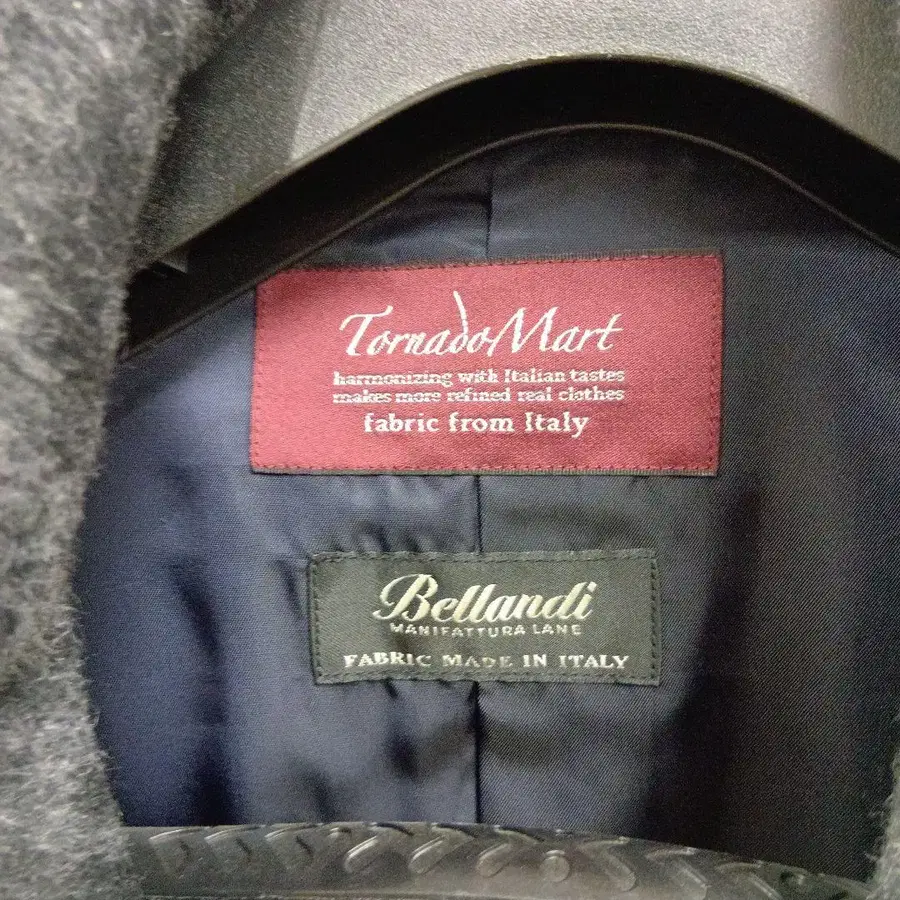 TornadoMart
harmonizing with Italian tastes
makes more refined real clothes
fabric from Italy
Bellandi
MANIFATTURA LANE
FABRIC MADE IN ITALY